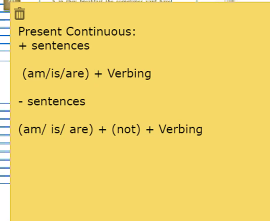 Present Continuous:
+ sentences
(am/is/are) + Verbing
- sentences
(am/ is/ are) + (not) + Verbing